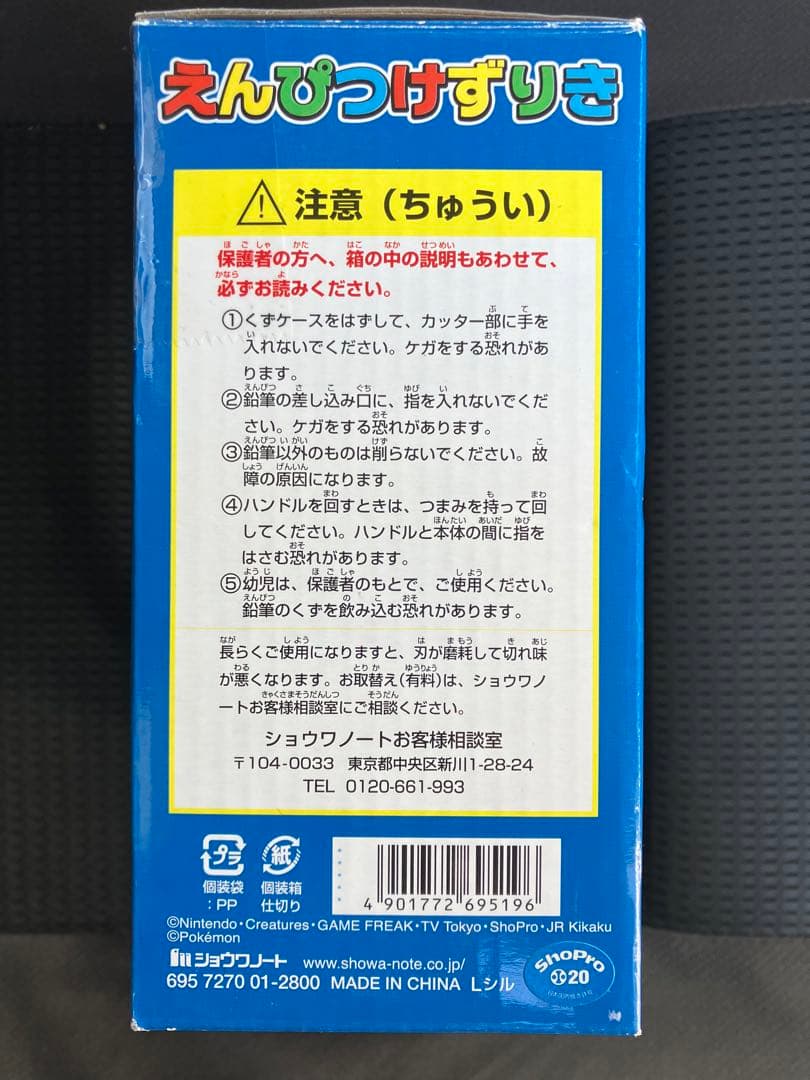 えんぴつけずりき
注意（ちゅうい）
保護者の方へ、箱の中の説明もあわせて、
必ずお読みください。
①くずケースをはずして、カッター部に手を
入れないでください。ケガをする恐れがあ
ります。
②鉛筆の差し込み口に、指を入れないでくだ
さい。ケガをする恐れがあります。
③鉛筆以外のものは削らないでください。故
障の原因になります。
④ハンドルを回すときは、つまみを持って回
してください。ハンドルと本体の間に指を
はさむ恐れがあります。
⑤幼児は、保護者のもとで、ご使用ください。
鉛筆のくずを飲み込む恐れがあります。
長らくご使用になりますと、刃が磨耗して切れ味
が悪くなります。お取替え(有料)は、ショウワノ
ートお客様相談室にご相談ください。
ショウワノートお客様相談室
〒104-0033 東京都中央区新川1-28-24
TEL 0120-661-993
プラ 紙
個装袋 個装箱
：PP 仕切り
4 901772 695196
©Nintendo・Creatures・GAME FREAK・TV Tokyo・ShoPro・JR Kikaku
©Pokémon
ショウワノート www.showa-note.co.jp/
695 7270 01-2800 MADE IN CHINA Lシル
ShoPro
小20